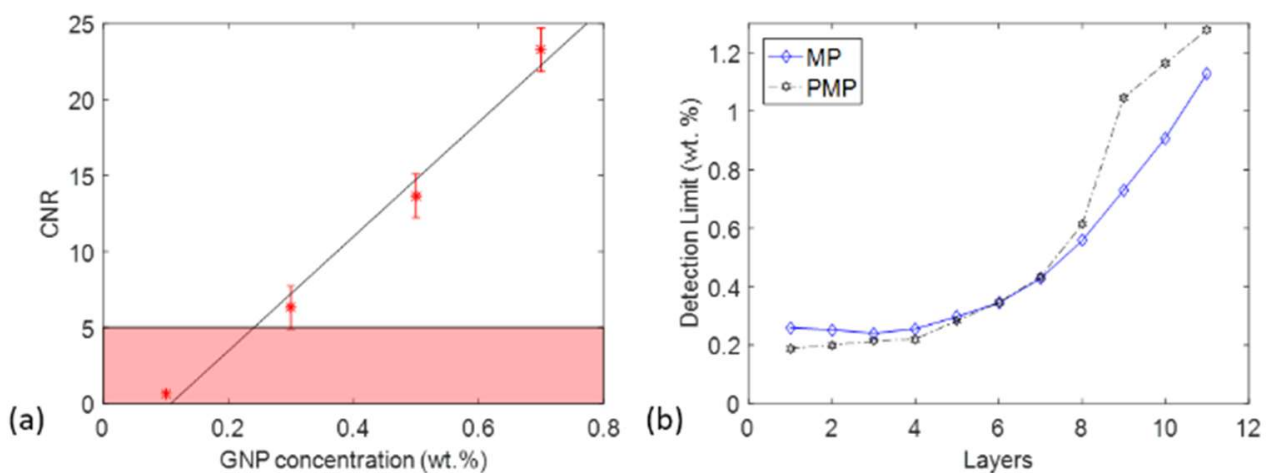 25
20
15
10
5
0
CNR
0 0.2 0.4 0.6 0.8
GNP concentration (wt.%)
(a)
1.2
1
0.8
0.6
0.4
0.2
0
Detection Limit (wt. %)
MP
PMP
0 2 4 6 8 10 12
Layers
(b)